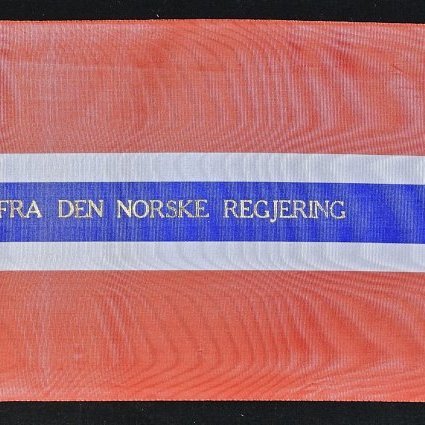 FRA DEN NORSKE REGJERING